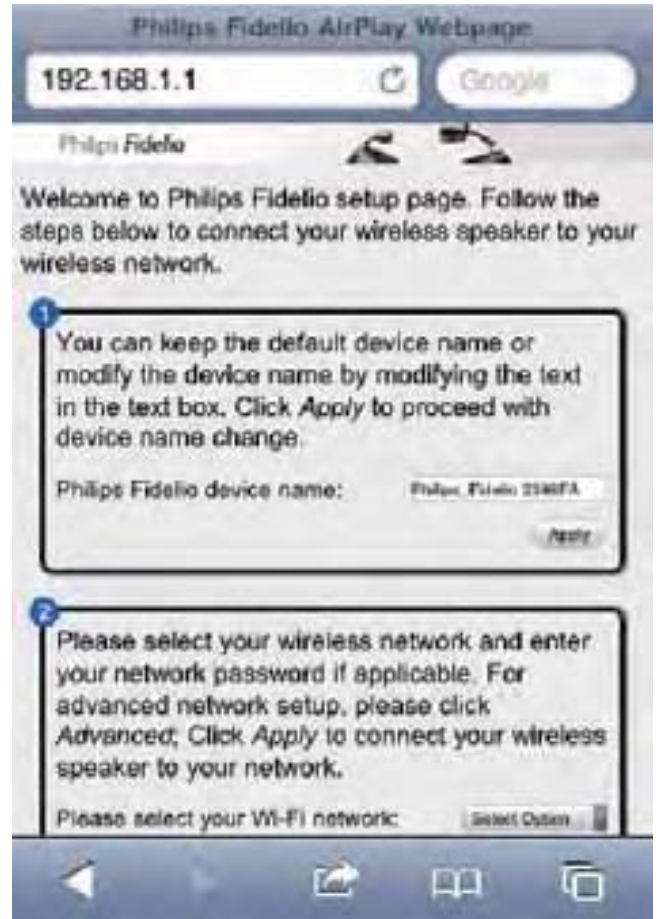 Philips Fidelio AirPlay Webpage
192.168.1.1
Google
Philips Fidelio
Welcome to Philips Fidelio setup page. Follow the
steps below to connect your wireless speaker to your
wireless network.
1
You can keep the default device name or
modify the device name by modifying the text
in the text box. Click Apply to proceed with
device name change.
Philips Fidelio device name:
Philips_Fidelio
Apply
2
Please select your wireless network and enter
your network password if applicable. For
advanced network setup, please click
Advanced; Click Apply to connect your wireless
speaker to your network.
Please select your Wi-Fi network:
Select Option...